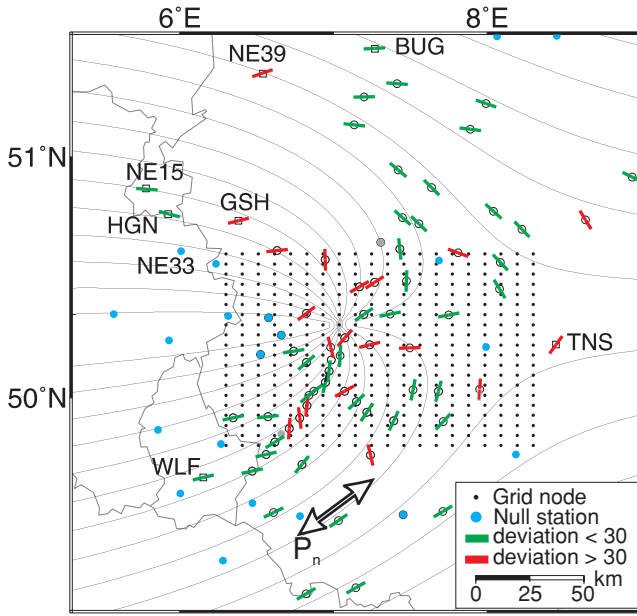 6˚E 8˚E
NE39 BUG
51˚N
NE15
GSH
HGN
NE33
TNS
50˚N
WLF
Pn
Grid node
Null station
deviation < 30
deviation > 30
km
0 25 50